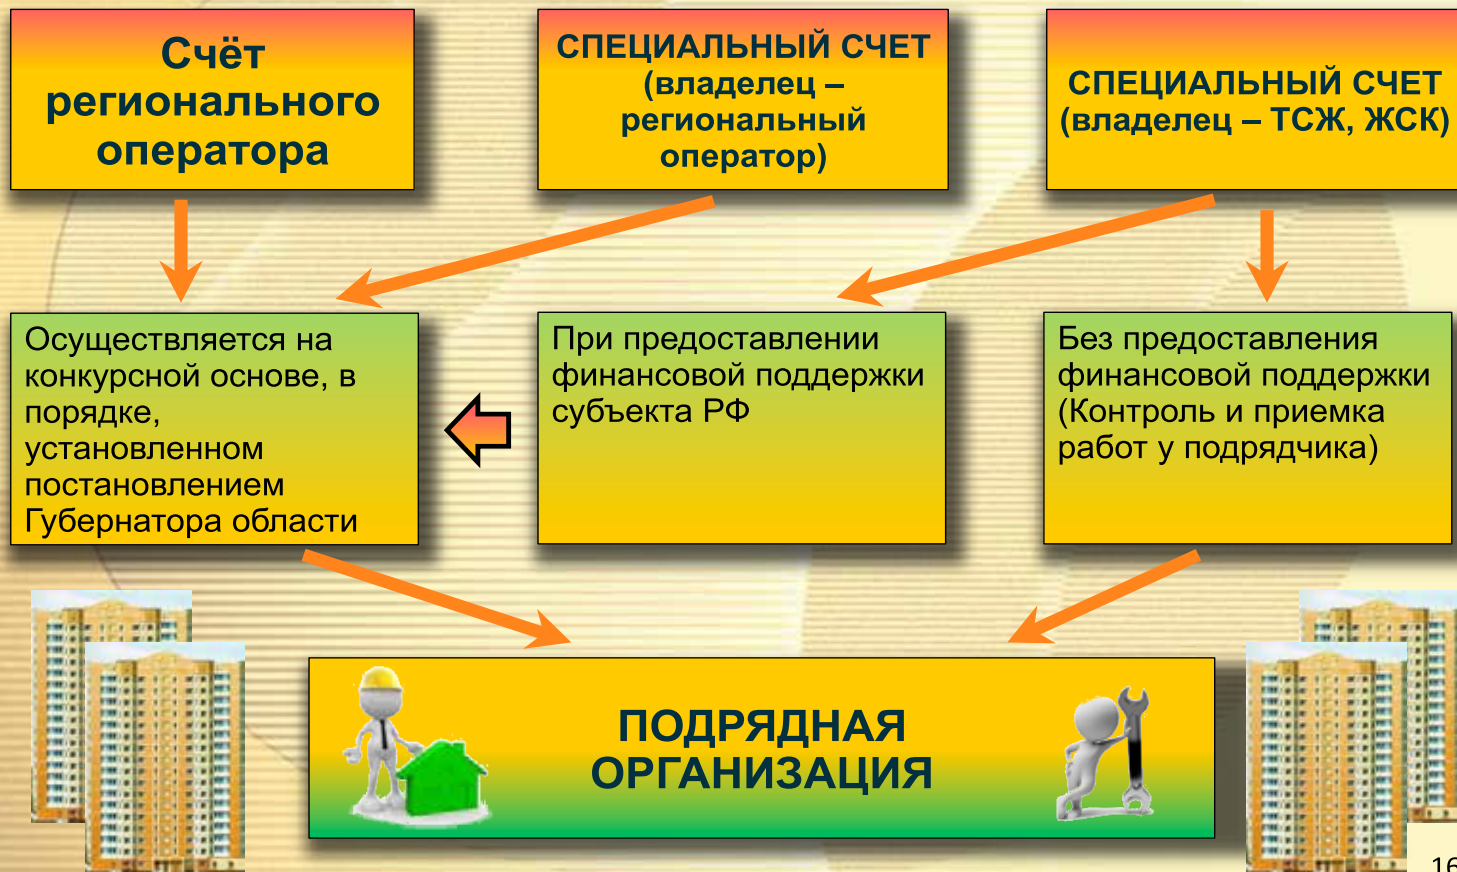 Счёт
регионального
оператора
СПЕЦИАЛЬНЫЙ СЧЕТ
(владелец –
региональный
оператор)
СПЕЦИАЛЬНЫЙ СЧЕТ
(владелец – ТСЖ, ЖСК)
Осуществляется на
конкурсной основе, в
порядке,
установленном
постановлением
Губернатора области
При предоставлении
финансовой поддержки
субъекта РФ
Без предоставления
финансовой поддержки
(Контроль и приемка
работ у подрядчика)
ПОДРЯДНАЯ
ОРГАНИЗАЦИЯ
16